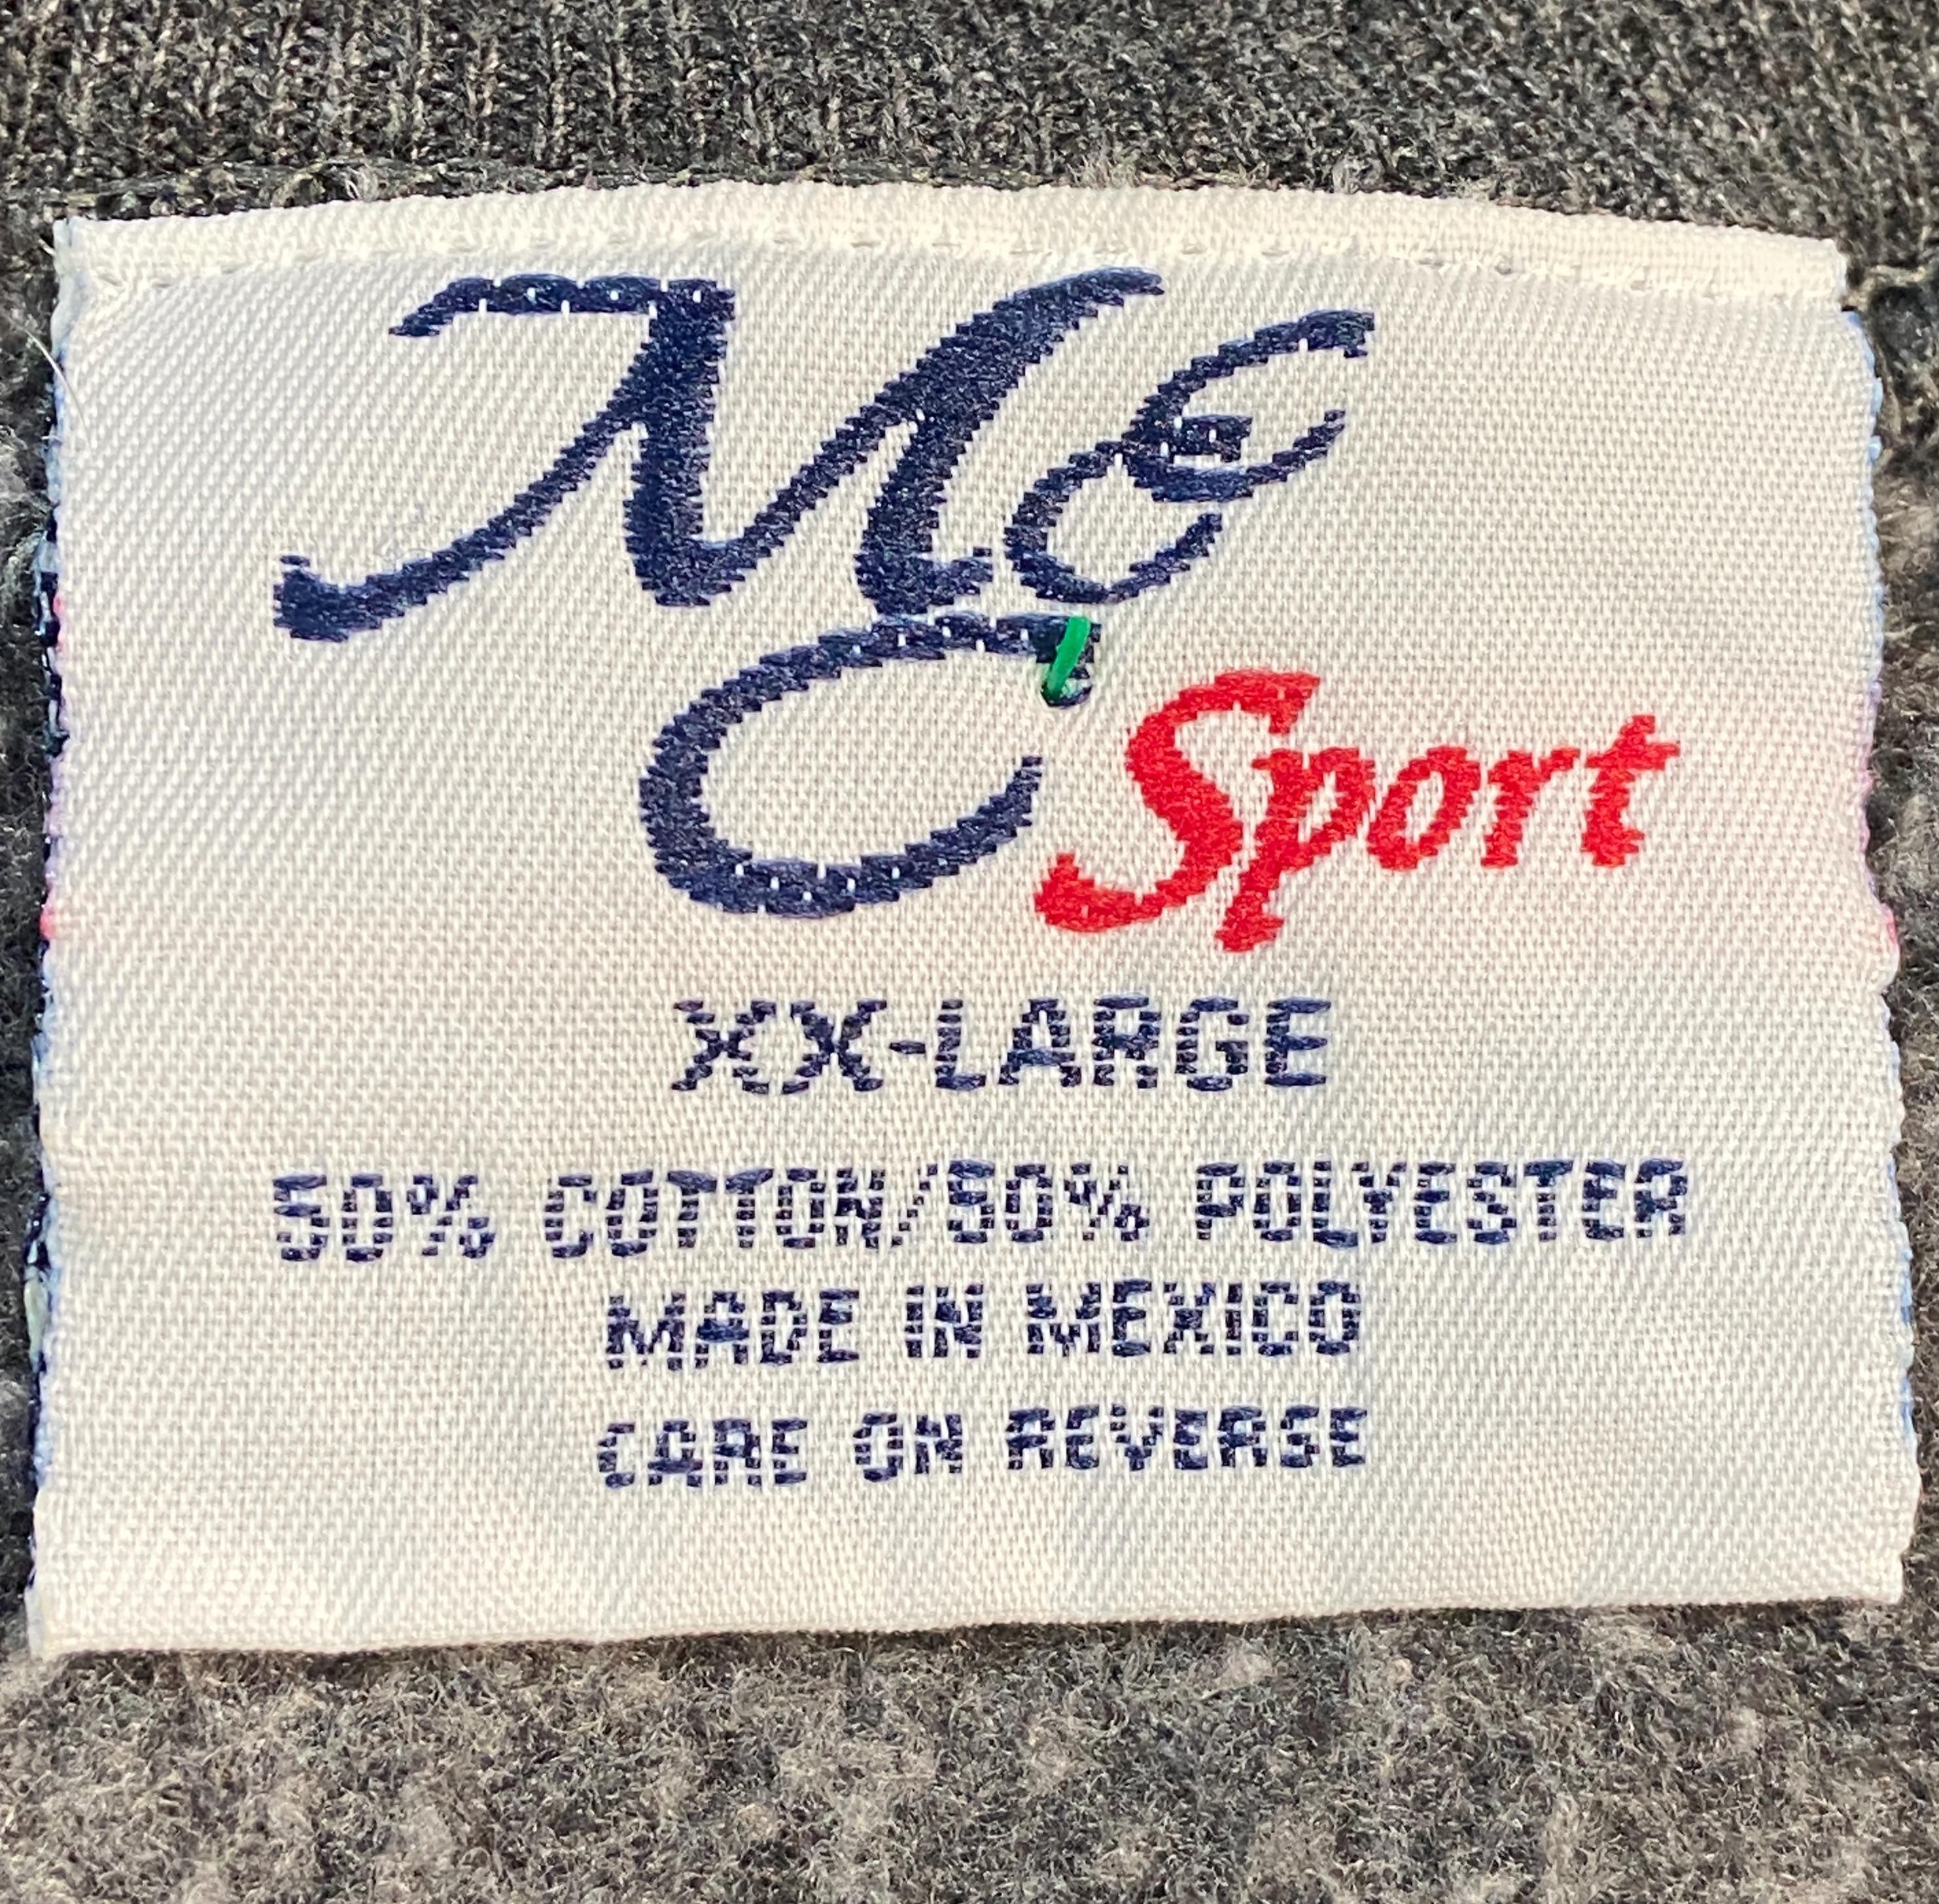 MC
Sport
XX-LARGE
50% COTTON/50% POLYESTER
MADE IN MEXICO
CARE ON REVERSE